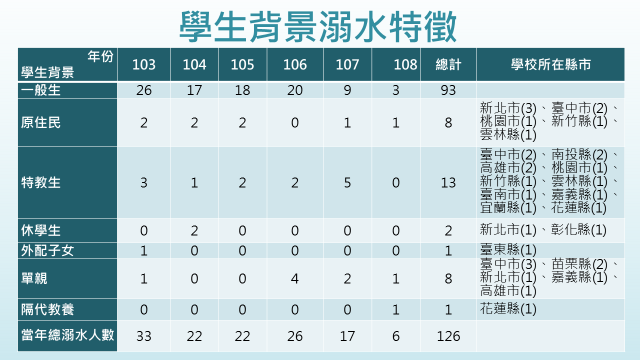 學生背景溺水特徵
年份
學生背景 103 104 105 106 107 108 總計 學校所在縣市
一般生 26 17 18 20 9 3 93
原住民 2 2 2 0 1 1 8 新北市(3)、臺中市(2)、
桃園市(1)、新竹縣(1)、
雲林縣(1)
特教生 3 1 2 2 5 0 13 臺中市(2)、南投縣(2)、
高雄市(2)、桃園市(1)、
新竹縣(1)、雲林縣(1)、
臺南市(1)、嘉義縣(1)、
宜蘭縣(1)、花蓮縣(1)
休學生 0 2 0 0 0 0 2 新北市(1)、彰化縣(1)
外配子女 1 0 0 0 0 0 1 臺東縣(1)
單親 1 0 0 4 2 1 8 臺中市(3)、苗栗縣(2)、
新北市(1)、嘉義縣(1)、
高雄市(1)
隔代教養 0 0 0 0 0 1 1 花蓮縣(1)
當年總溺水人數 33 22 22 26 17 6 126